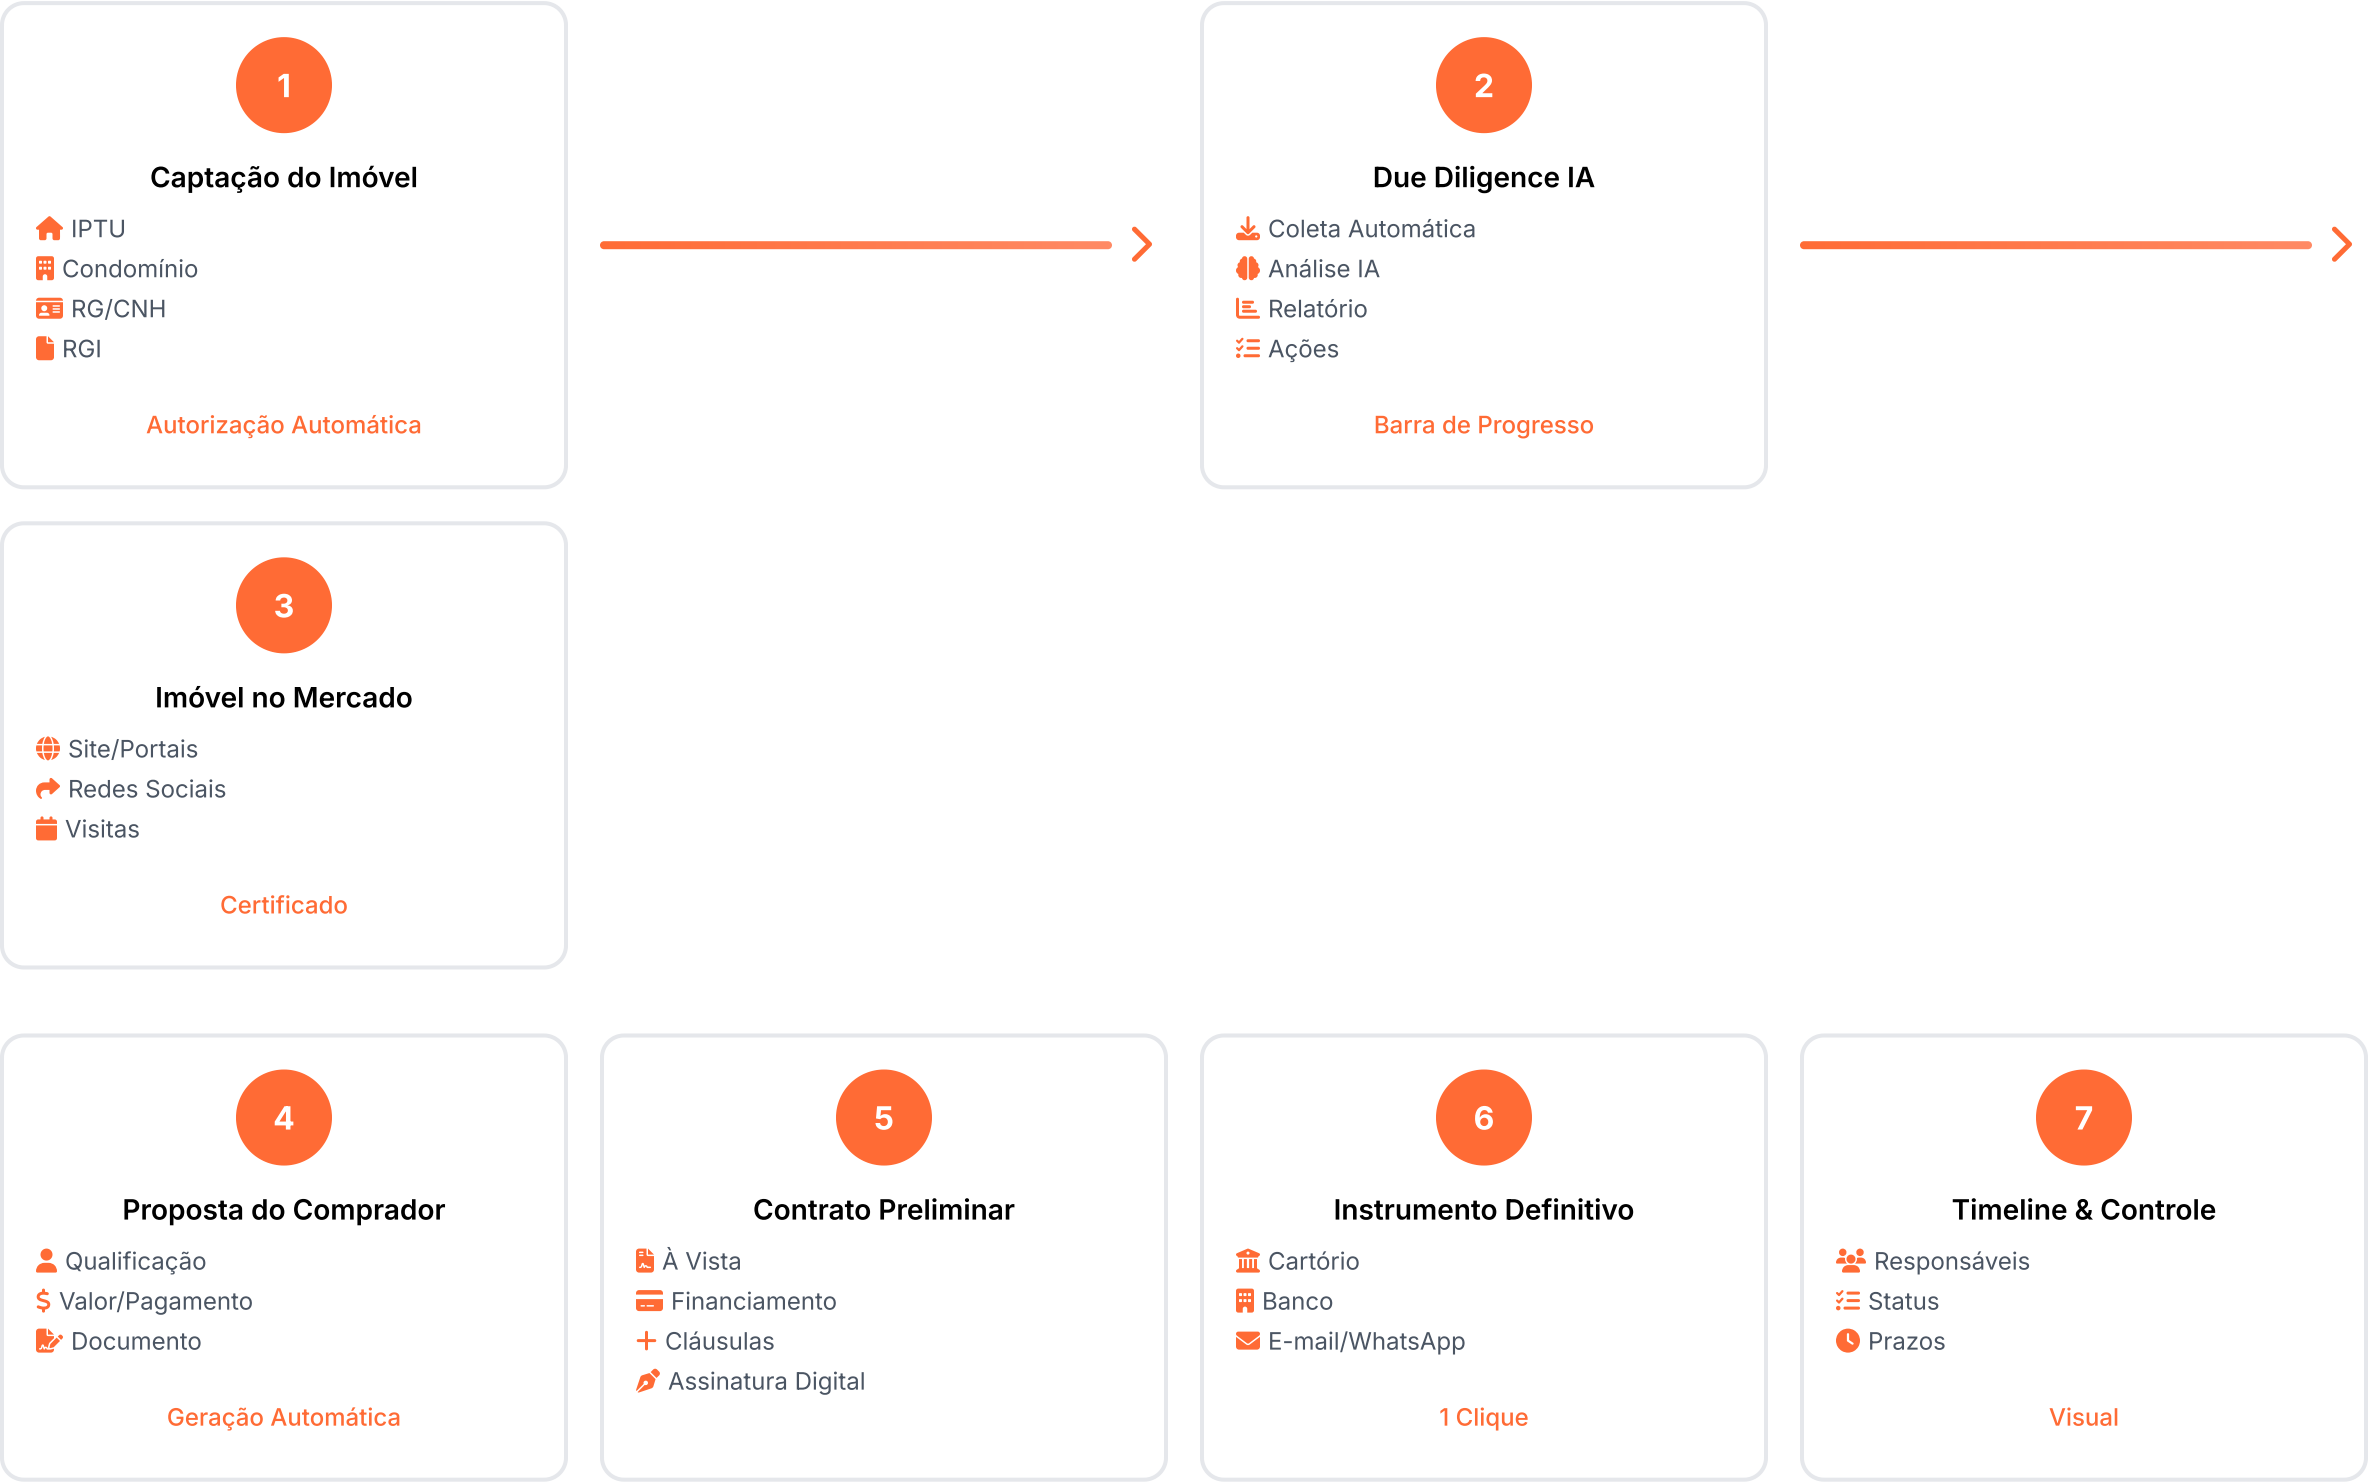 1
Captação do Imóvel
IPTU
Condomínio
RG/CNH
RGI
Autorização Automática
2
Due Diligence IA
Coleta Automática
Análise IA
Relatório
Ações
Barra de Progresso
3
Imóvel no Mercado
Site/Portais
Redes Sociais
Visitas
Certificado
4
Proposta do Comprador
Qualificação
Valor/Pagamento
Documento
Geração Automática
5
Contrato Preliminar
À Vista
Financiamento
Cláusulas
Assinatura Digital
6
Instrumento Definitivo
Cartório
Banco
E-mail/WhatsApp
1 Clique
7
Timeline & Controle
Responsáveis
Status
Prazos
Visual